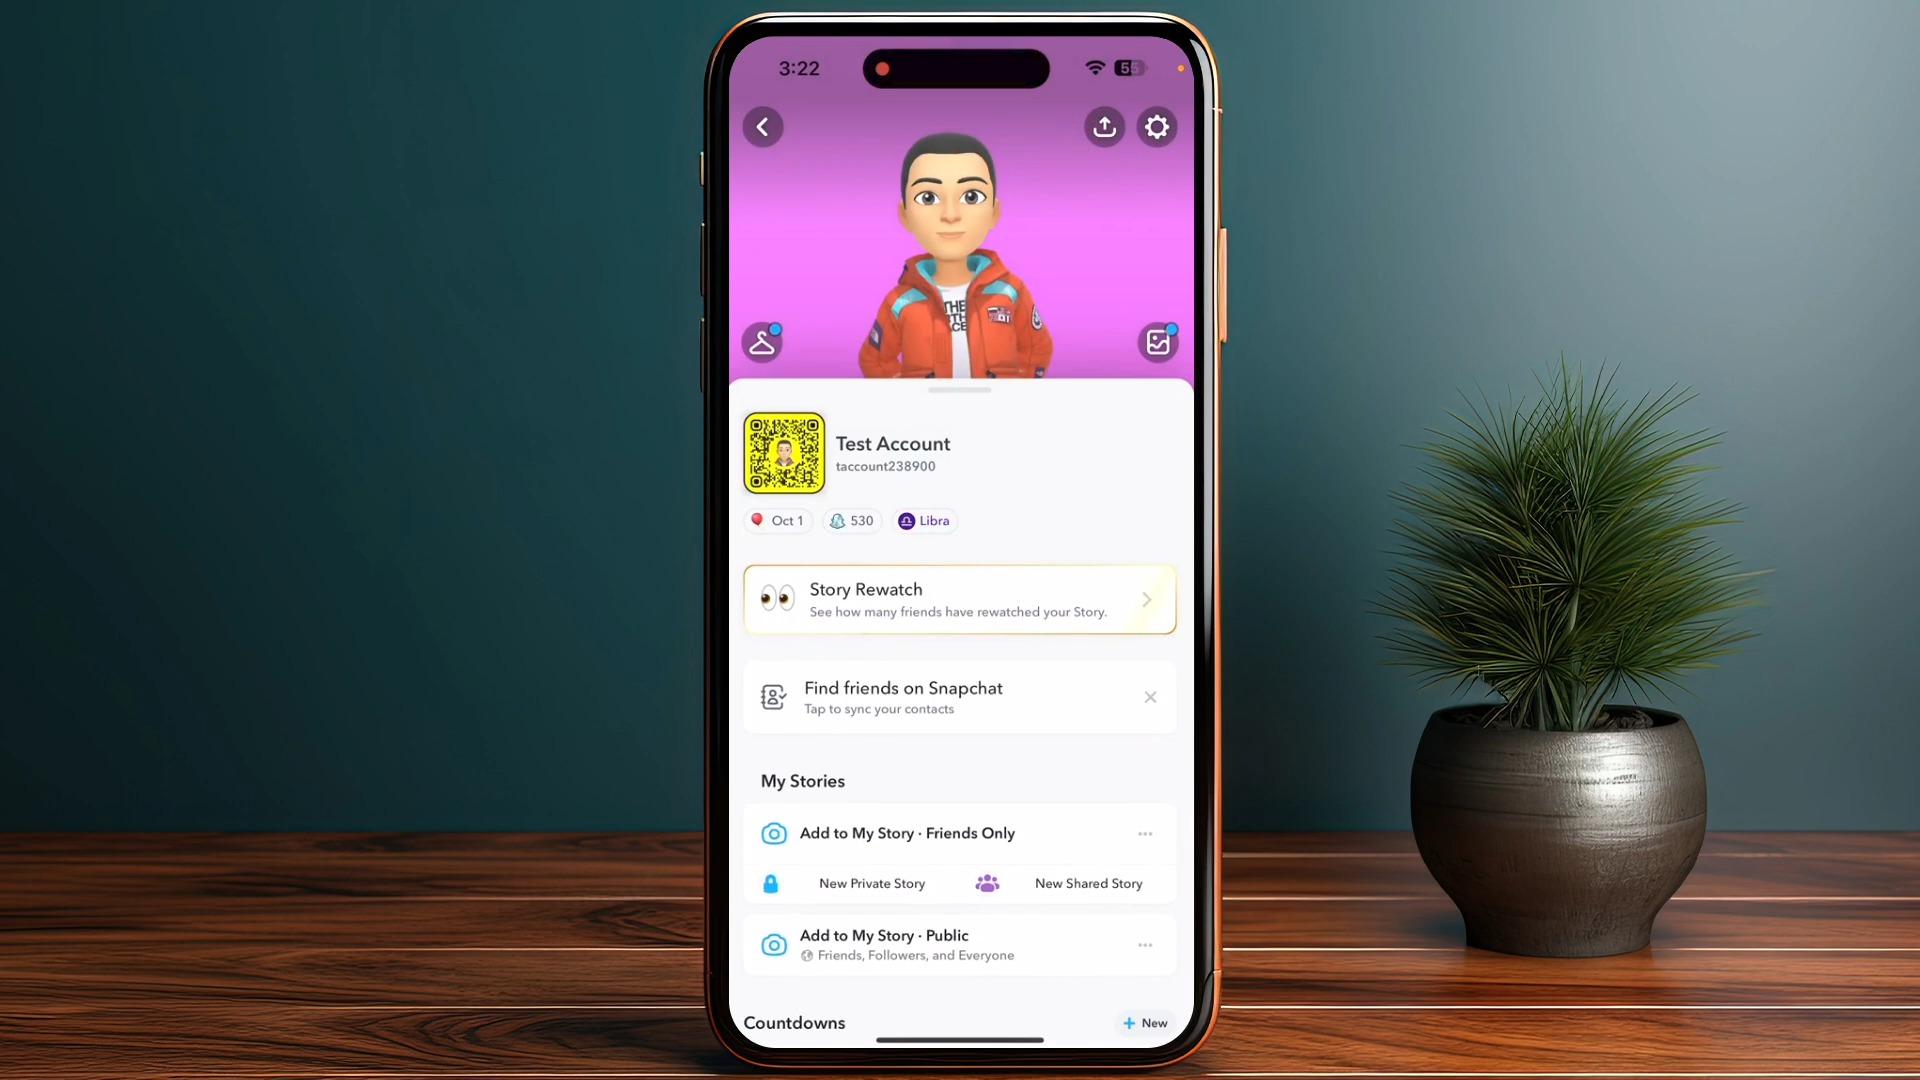 3:22
55
THE
Test Account
taccount238900
Oct 1
530
Libra
Story Rewatch
See how many friends have rewatched your Story.
Find friends on Snapchat
Tap to sync your contacts
My Stories
Add to My Story · Friends Only
New Private Story
New Shared Story
Add to My Story · Public
Friends, Followers, and Everyone
Countdowns
+ New